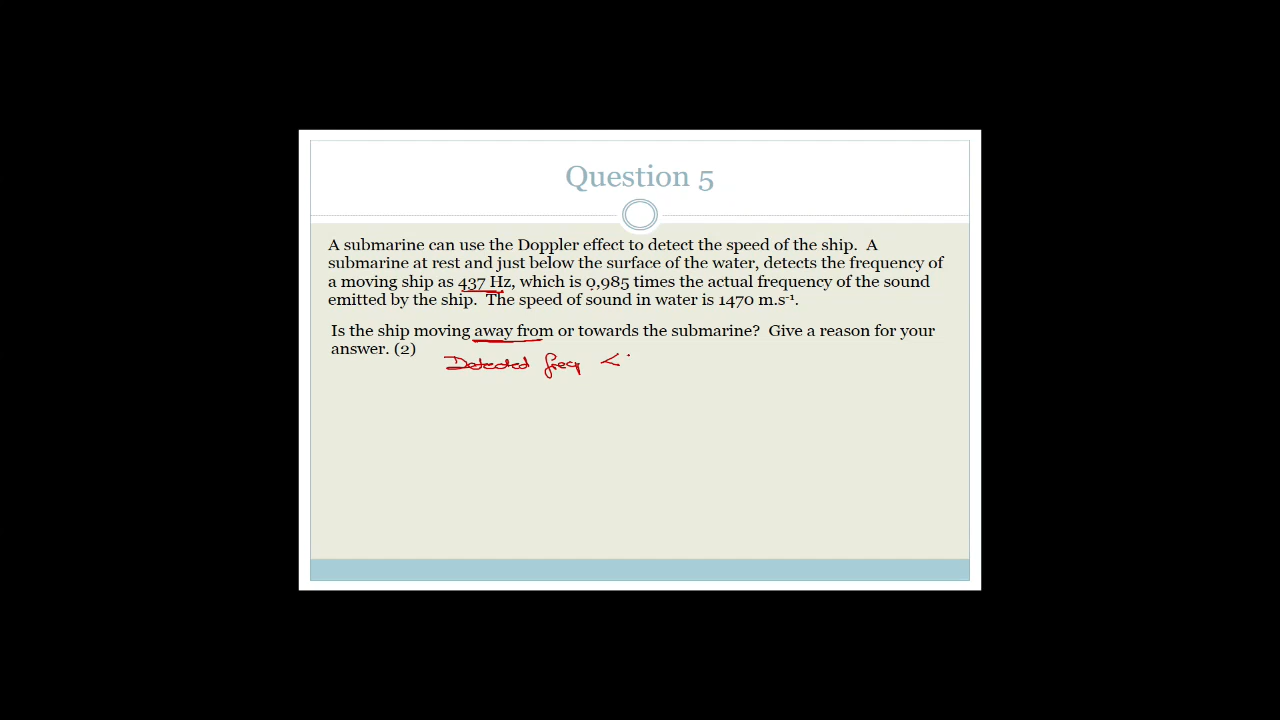 Question 5
A submarine can use the Doppler effect to detect the speed of the ship. A
submarine at rest and just below the surface of the water, detects the frequency of
a moving ship as 437 Hz, which is 0,985 times the actual frequency of the sound
emitted by the ship. The speed of sound in water is 1470 m.s⁻¹.
Is the ship moving away from or towards the submarine? Give a reason for your
answer. (2)
Detected freq <